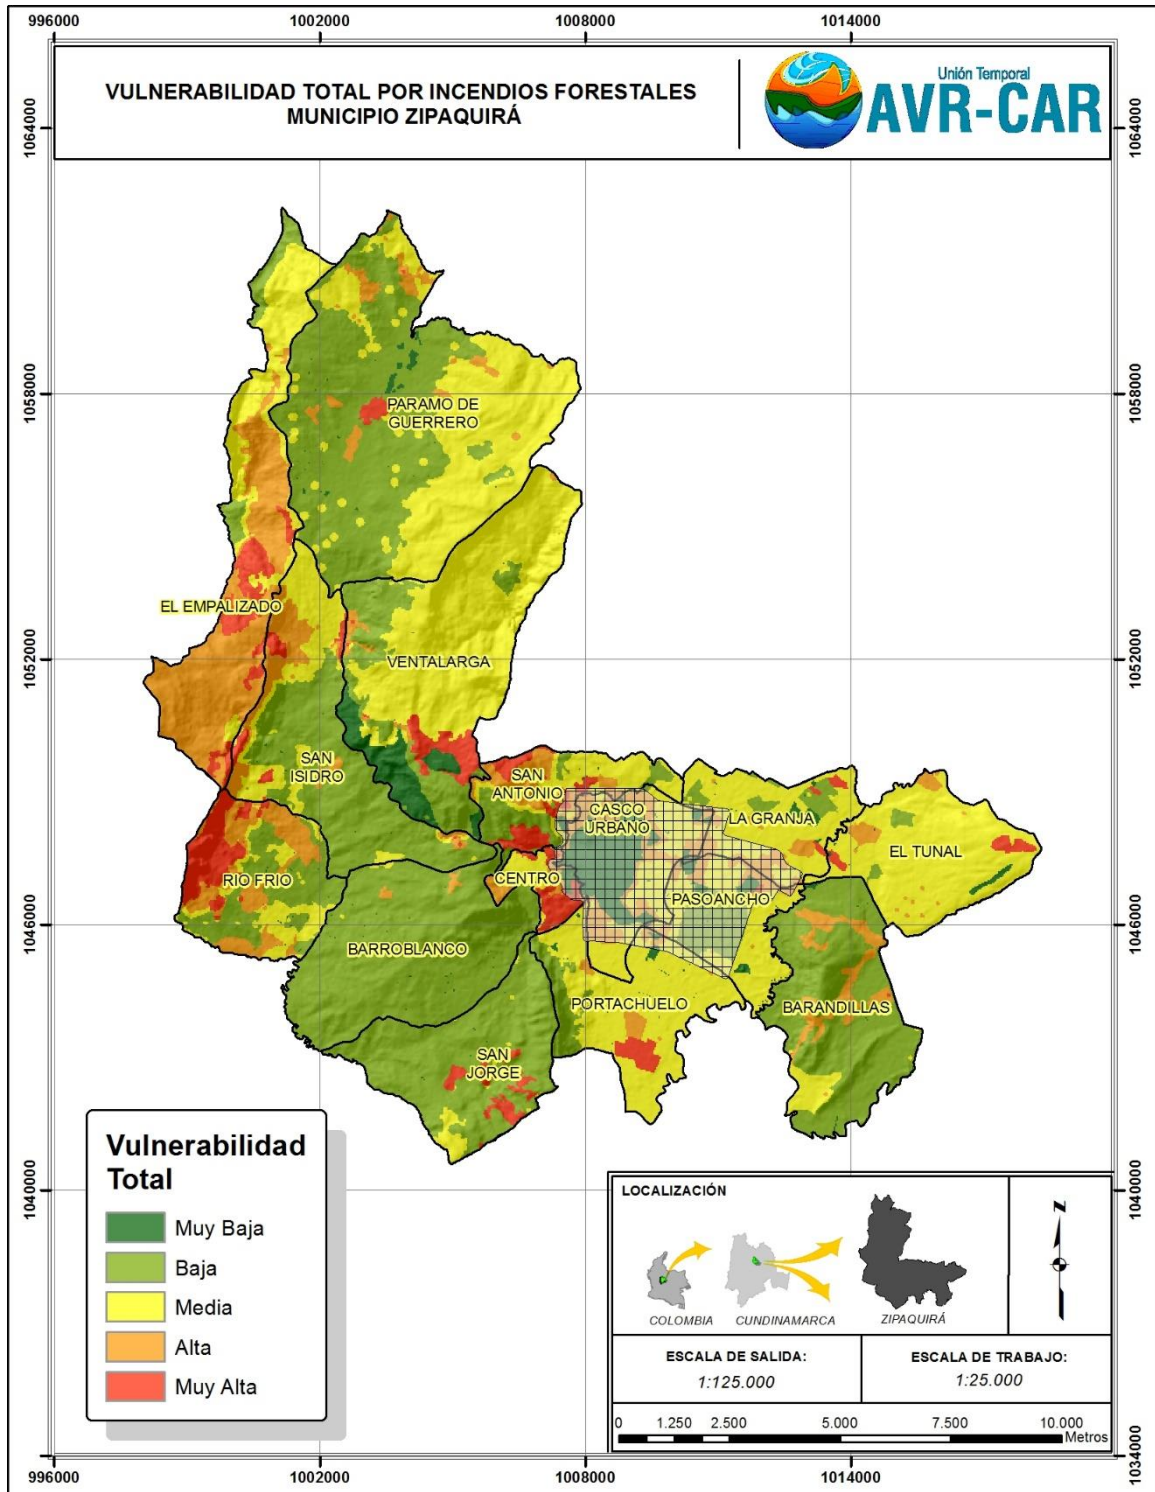 996000 1002000 1008000 1014000
VULNERABILIDAD TOTAL POR INCENDIOS FORESTALES
MUNICIPIO ZIPAQUIRÁ
Unión Temporal
AVR-CAR
1064000 1064000
1058000 1058000
PARAMO DE
GUERRERO
EL EMPALIZADO
1052000 1052000
VENTALARGA
SAN
ISIDRO
SAN
ANTONIO
CASCO
URBANO
LA GRANJA
EL TUNAL
RIO FRIO
CENTRO
PASOANCHO
1046000 1046000
BARROBLANCO
PORTACHUELO
BARANDILLAS
SAN
JORGE
Vulnerabilidad
Total
Muy Baja
Baja
Media
Alta
Muy Alta
1040000 1040000
LOCALIZACIÓN
COLOMBIA
CUNDINAMARCA
ZIPAQUIRÁ
Z
ESCALA DE SALIDA:
1:125.000
ESCALA DE TRABAJO:
1:25.000
0 1.250 2.500 5.000 7.500 10.000
Metros
1034000 1034000
996000 1002000 1008000 1014000